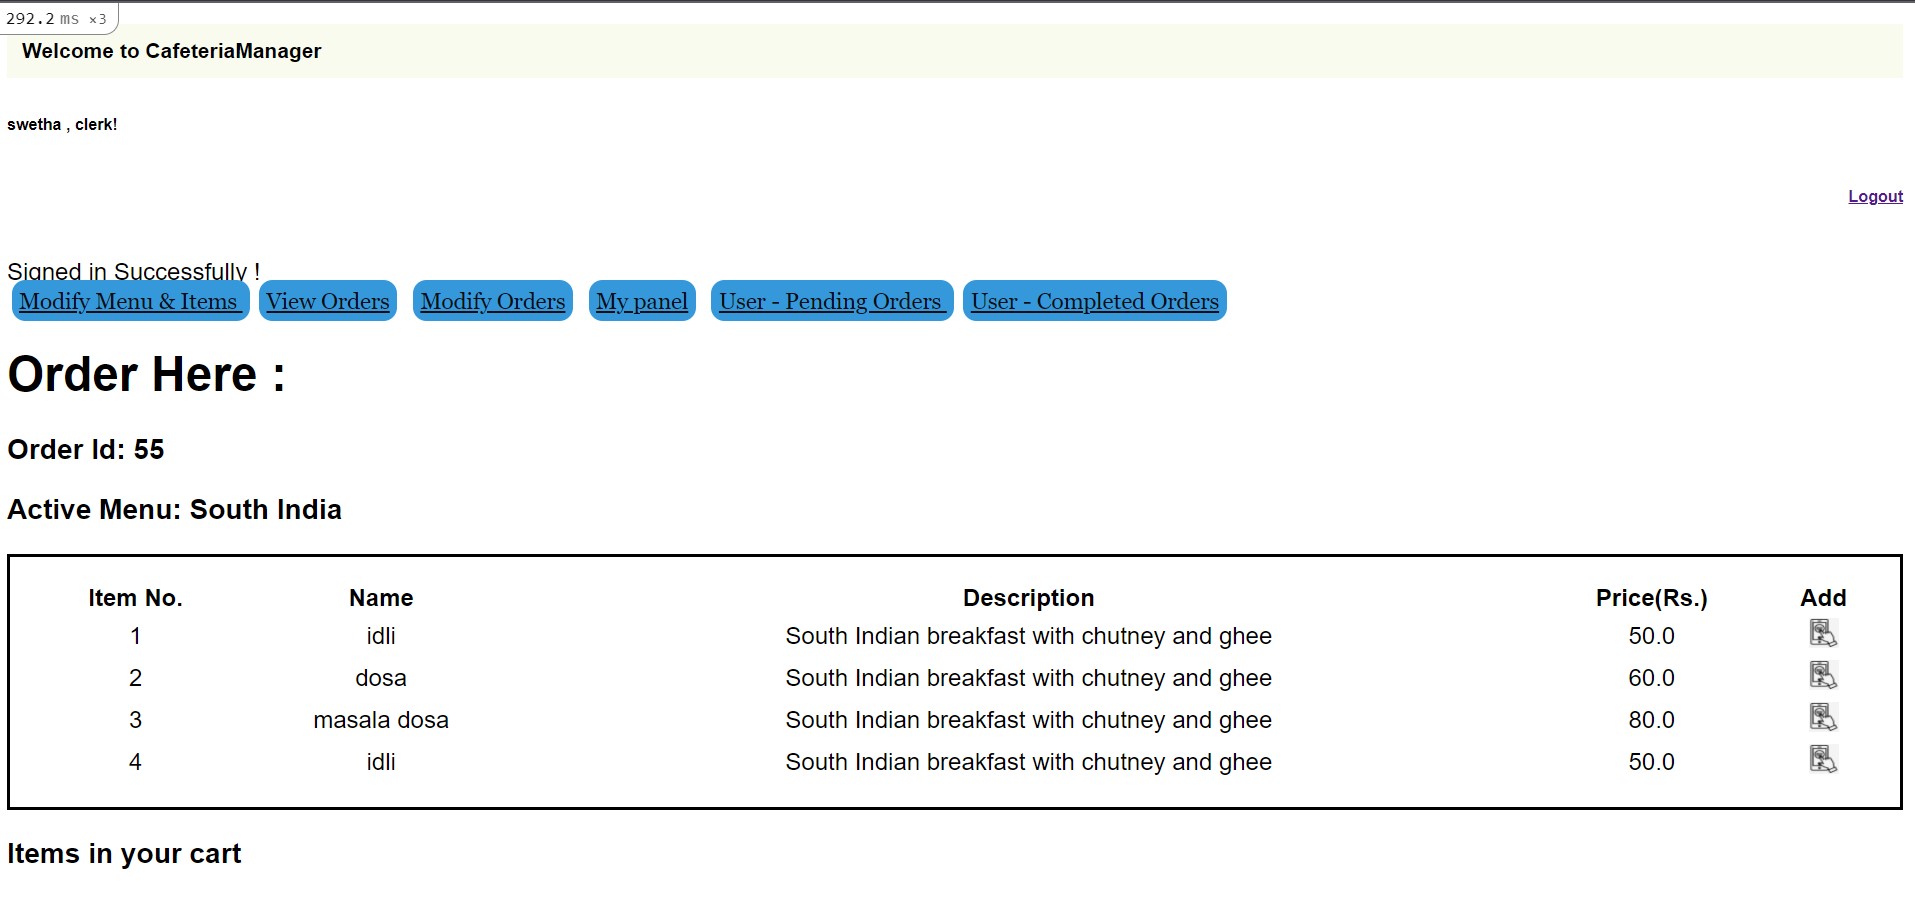 292.2 ms ×3
Welcome to CafeteriaManager
swetha , clerk!
Logout
Signed in Successfully !
Modify Menu & Items View Orders Modify Orders My panel User - Pending Orders User - Completed Orders
Order Here :
Order Id: 55
Active Menu: South India
Item No. Name Description Price(Rs.) Add
1 idli South Indian breakfast with chutney and ghee 50.0
2 dosa South Indian breakfast with chutney and ghee 60.0
3 masala dosa South Indian breakfast with chutney and ghee 80.0
4 idli South Indian breakfast with chutney and ghee 50.0
Items in your cart